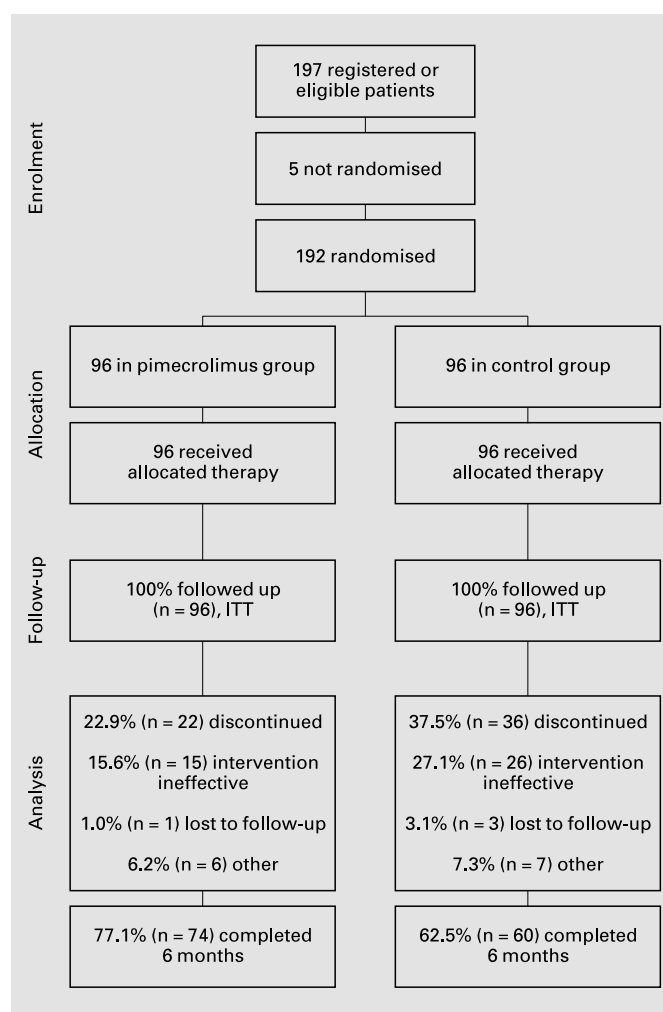 Enrolment
197 registered or
eligible patients
5 not randomised
192 randomised
Allocation
96 in pimecrolimus group
96 in control group
96 received
allocated therapy
96 received
allocated therapy
Follow-up
100% followed up
(n = 96), ITT
100% followed up
(n = 96), ITT
Analysis
22.9% (n = 22) discontinued
15.6% (n = 15) intervention
ineffective
1.0% (n = 1) lost to follow-up
6.2% (n = 6) other
37.5% (n = 36) discontinued
27.1% (n = 26) intervention
ineffective
3.1% (n = 3) lost to follow-up
7.3% (n = 7) other
77.1% (n = 74) completed
6 months
62.5% (n = 60) completed
6 months